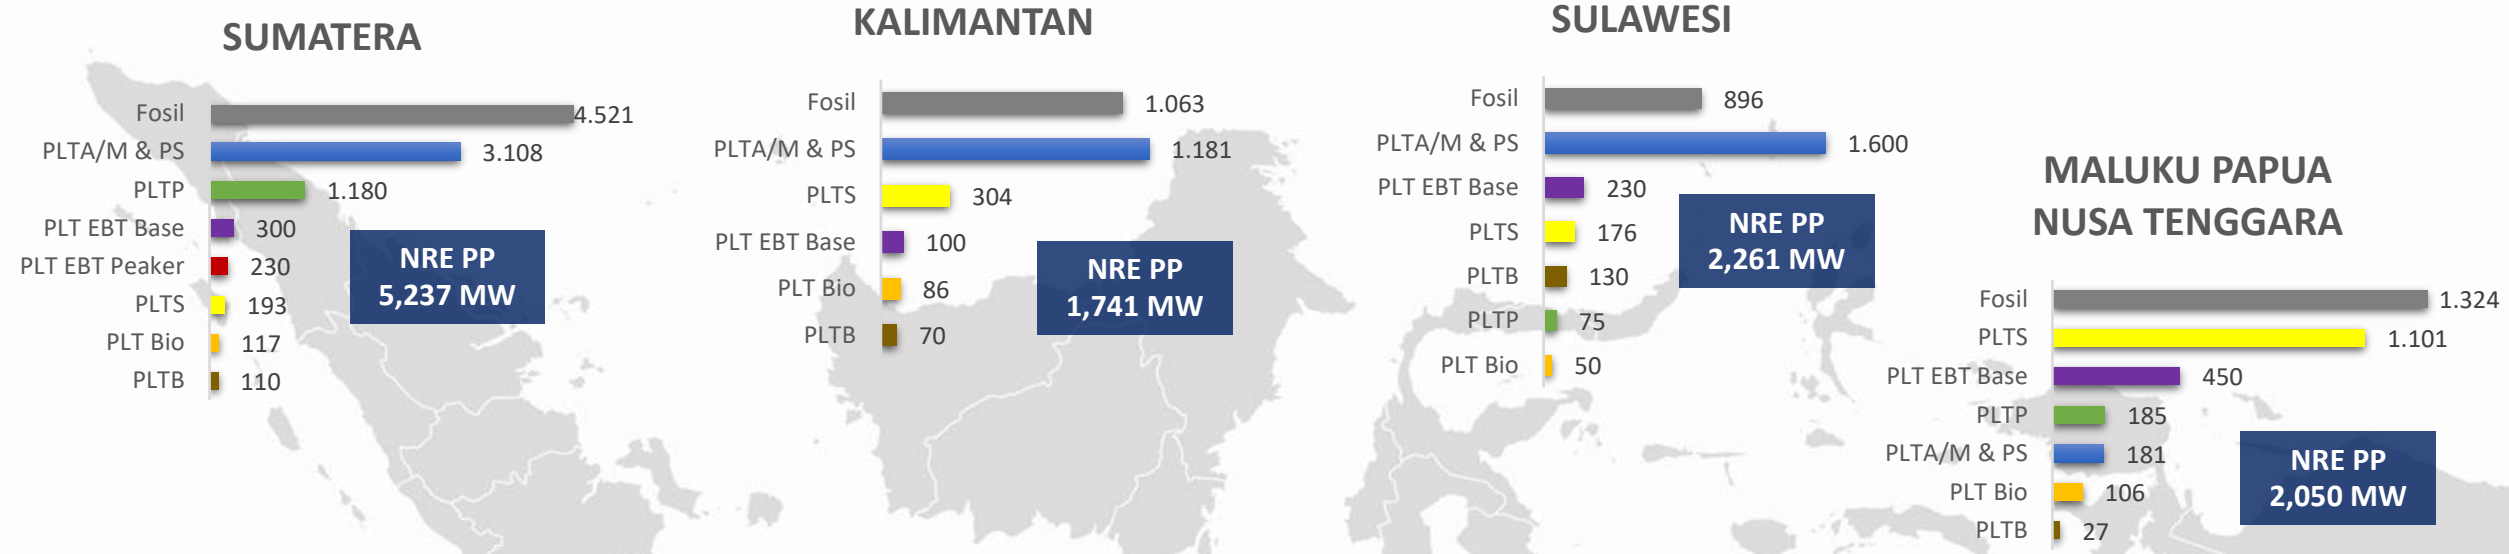 SUMATERA
Fosil 4.521
PLTA/M & PS 3.108
PLTP 1.180
PLT EBT Base 300
PLT EBT Peaker 230
PLTS 193
PLT Bio 117
PLTB 110
NRE PP
5,237 MW
KALIMANTAN
Fosil 1.063
PLTA/M & PS 1.181
PLTS 304
PLT EBT Base 100
PLT Bio 86
PLTB 70
NRE PP
1,741 MW
SULAWESI
Fosil 896
PLTA/M & PS 1.600
PLT EBT Base 230
PLTS 176
PLTB 130
PLTP 75
PLT Bio 50
NRE PP
2,261 MW
MALUKU PAPUA
NUSA TENGGARA
Fosil 1.324
PLTS 1.101
PLT EBT Base 450
PLTP 185
PLTA/M & PS 181
PLT Bio 106
PLTB 27
NRE PP
2,050 MW